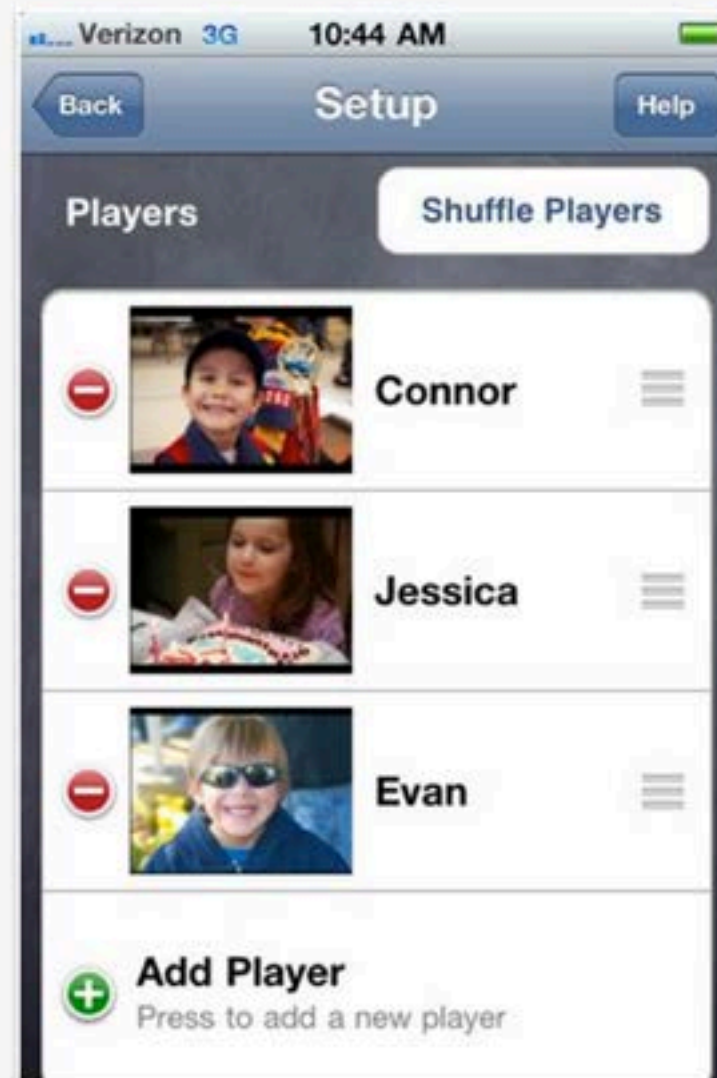 Verizon 3G 10:44 AM
Back Setup Help
Players Shuffle Players
Connor
Jessica
Evan
Add Player
Press to add a new player